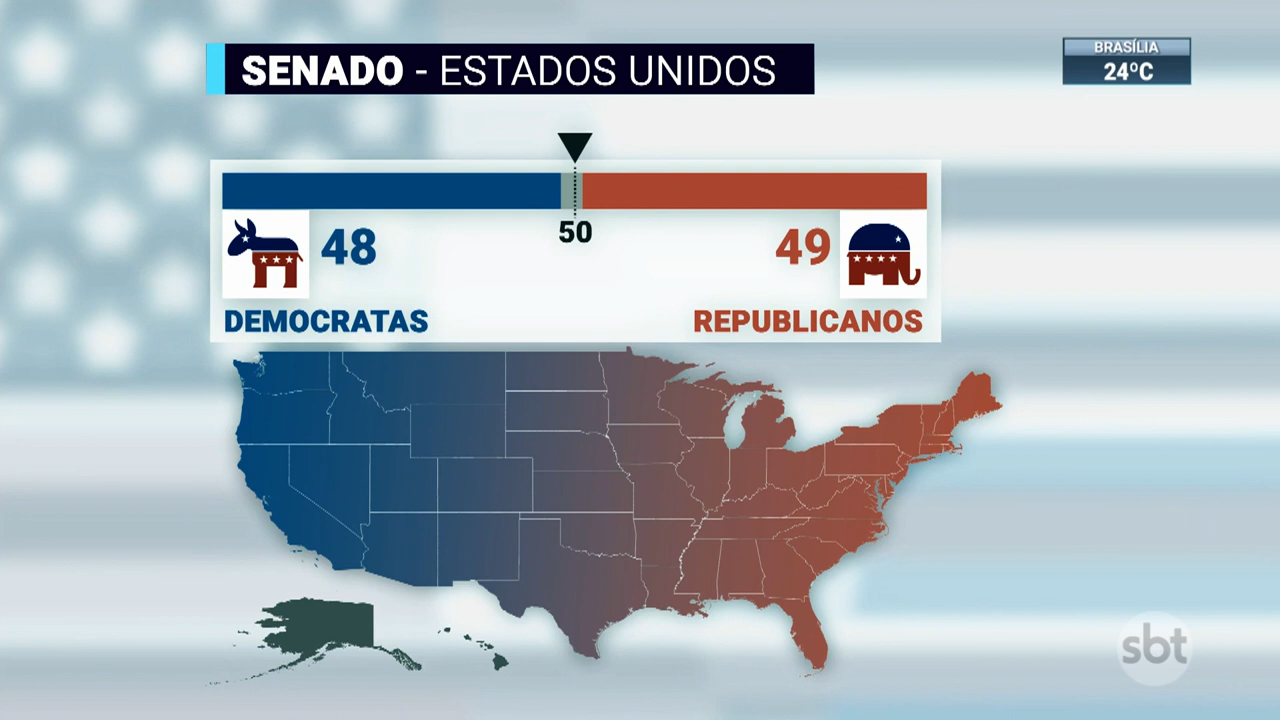 SENADO - ESTADOS UNIDOS
BRASÍLIA
24ºC
50
48
49
DEMOCRATAS
REPUBLICANOS
sbt